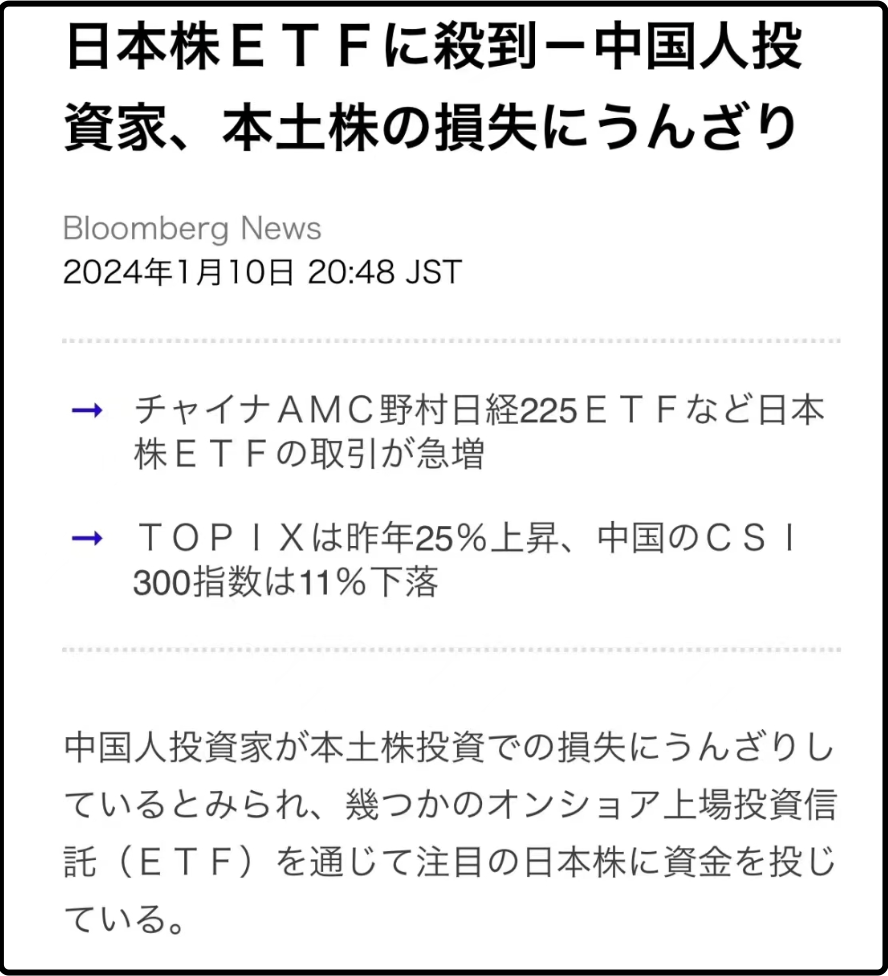 日本株ＥＴＦに殺到－中国人投
資家、本土株の損失にうんざり
Bloomberg News
2024年1月10日 20:48 JST
→ チャイナＡＭＣ野村日経225ＥＴＦなど日本
株ＥＴＦの取引が急増
→ ＴＯＰＩＸは昨年25％上昇、中国のＣＳＩ
300指数は11％下落
中国人投資家が本土株投資での損失にうんざりし
ているとみられ、幾つかのオンショア上場投資信
託（ＥＴＦ）を通じて注目の日本株に資金を投じ
ている。